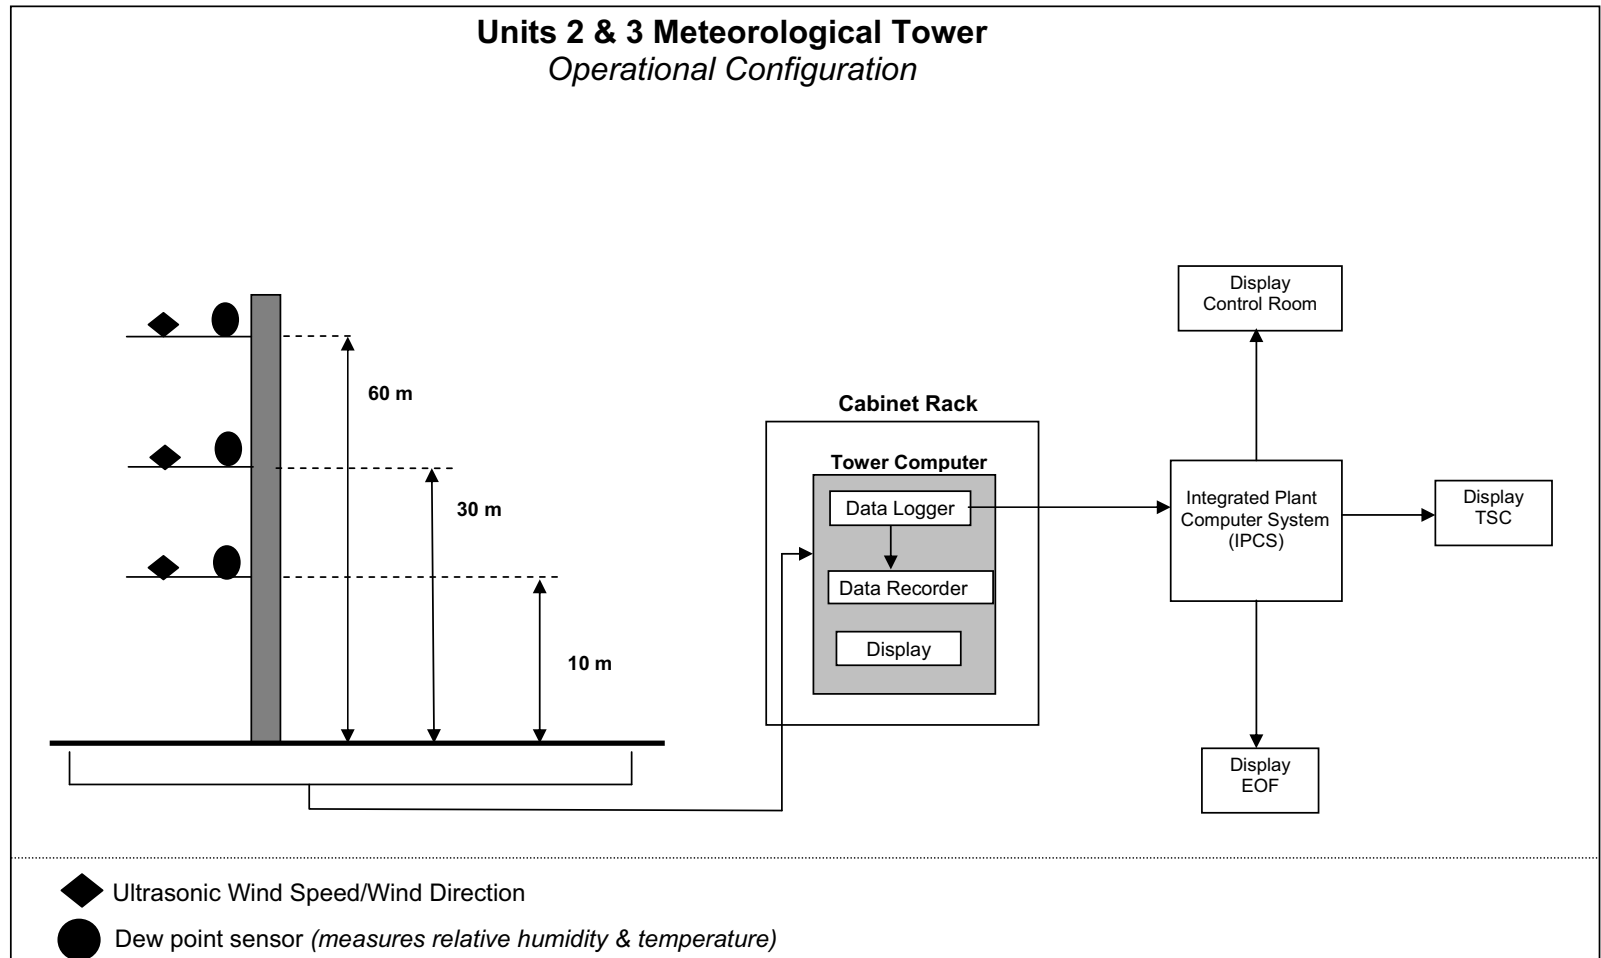 Units 2 & 3 Meteorological Tower
Operational Configuration
60 m
30 m
10 m
Cabinet Rack
Tower Computer
Data Logger
Data Recorder
Display
Display
Control Room
Integrated Plant
Computer System
(IPCS)
Display
TSC
Display
EOF
Ultrasonic Wind Speed/Wind Direction
Dew point sensor (measures relative humidity & temperature)